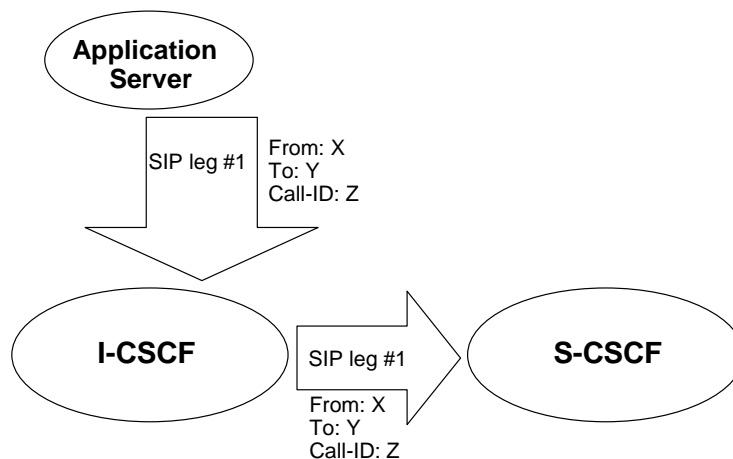 Application
Server
SIP leg #1
From: X
To: Y
Call-ID: Z
I-CSCF
SIP leg #1
S-CSCF
From: X
To: Y
Call-ID: Z